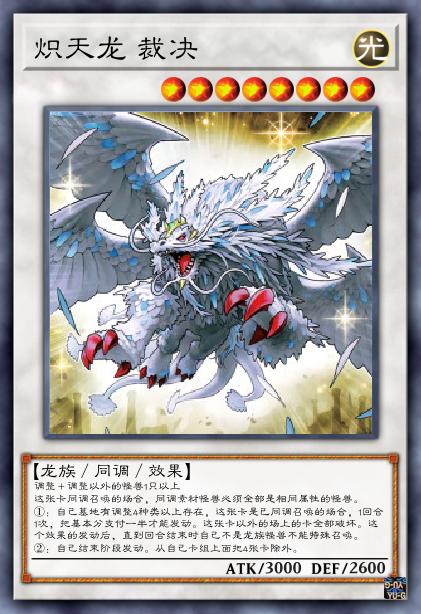 炽天龙 裁决
光
【龙族／同调／效果】
调整＋调整以外的怪兽1只以上
这张卡同调召唤的场合，同调素材怪兽必须全部是相同属性的怪兽。
①：自己墓地有调整4种类以上存在，这张卡是已同调召唤的场合，1回合
1次，把基本分支付一半才能发动。这张卡以外的场上的卡全部破坏。这
个效果的发动后，直到回合结束时自己不是龙族怪兽不能特殊召唤。
②：自己结束阶段发动。从自己卡组上面把4张卡除外。
ATK/3000 DEF/2600